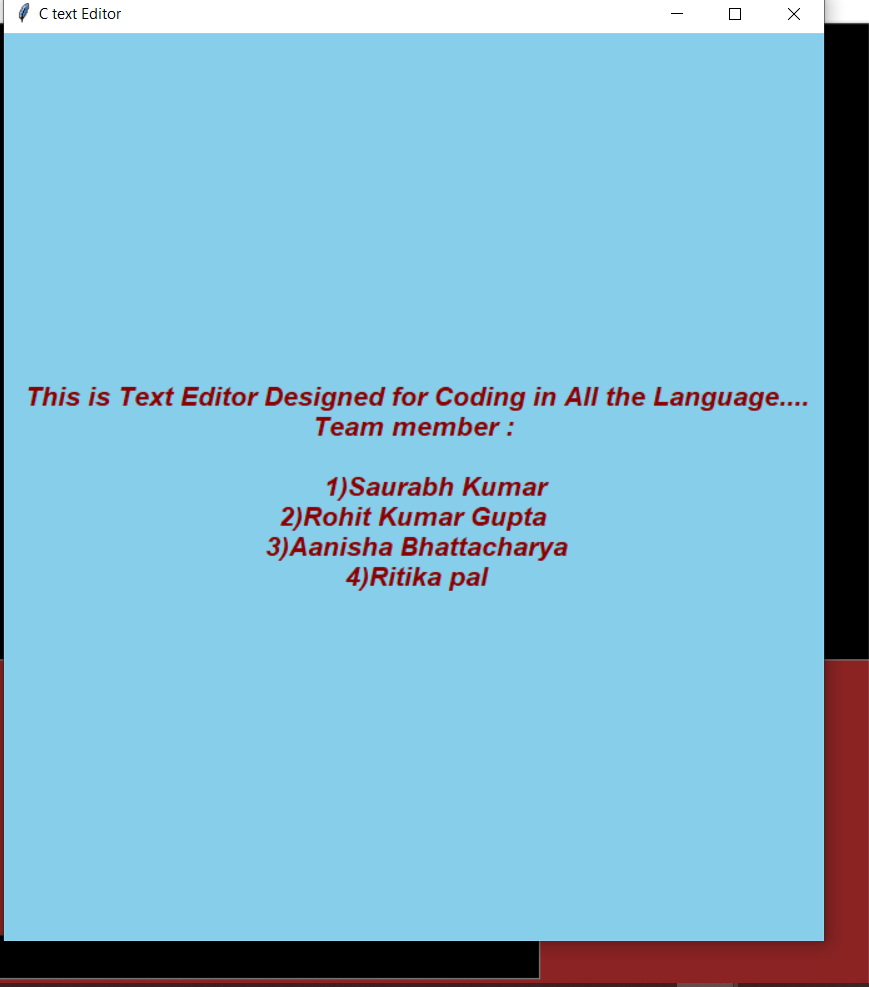 C text Editor
This is Text Editor Designed for Coding in All the Language....
Team member :
1)Saurabh Kumar
2)Rohit Kumar Gupta
3)Aanisha Bhattacharya
4)Ritika pal